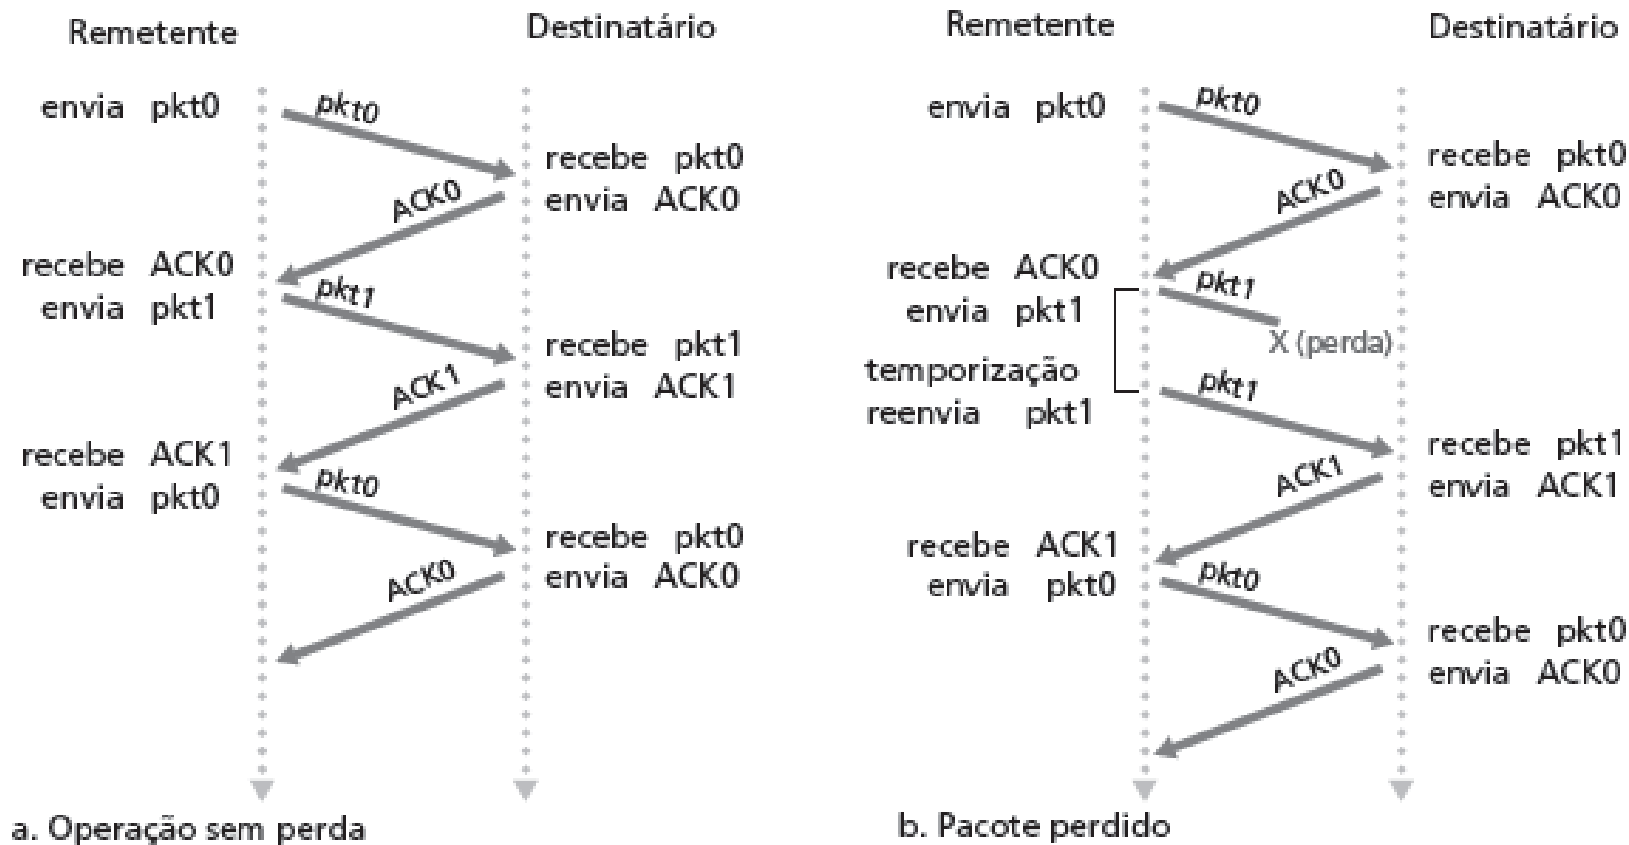 Remetente
Destinatário
envia pkt0
pkt0
recebe pkt0
envia ACK0
ACK0
recebe ACK0
envia pkt1
pkt1
recebe pkt1
envia ACK1
ACK1
recebe ACK1
envia pkt0
pkt0
recebe pkt0
envia ACK0
ACK0
a. Operação sem perda
Remetente
Destinatário
envia pkt0
pkt0
recebe pkt0
envia ACK0
ACK0
recebe ACK0
envia pkt1
pkt1
X (perda)
temporização
reenvia pkt1
pkt1
recebe pkt1
envia ACK1
ACK1
recebe ACK1
envia pkt0
pkt0
recebe pkt0
envia ACK0
ACK0
b. Pacote perdido